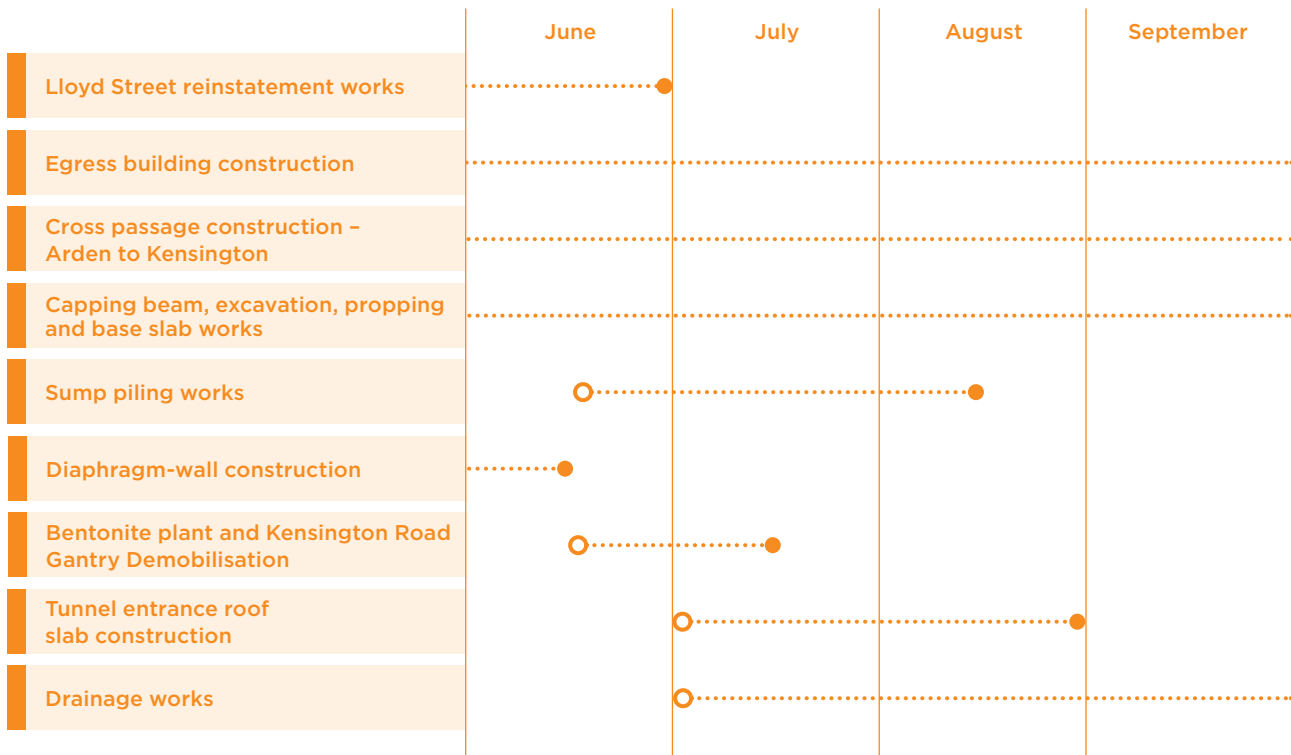 June
July
August
September
Lloyd Street reinstatement works
Egress building construction
Cross passage construction –
Arden to Kensington
Capping beam, excavation, propping
and base slab works
Sump piling works
Diaphragm-wall construction
Bentonite plant and Kensington Road
Gantry Demobilisation
Tunnel entrance roof
slab construction
Drainage works